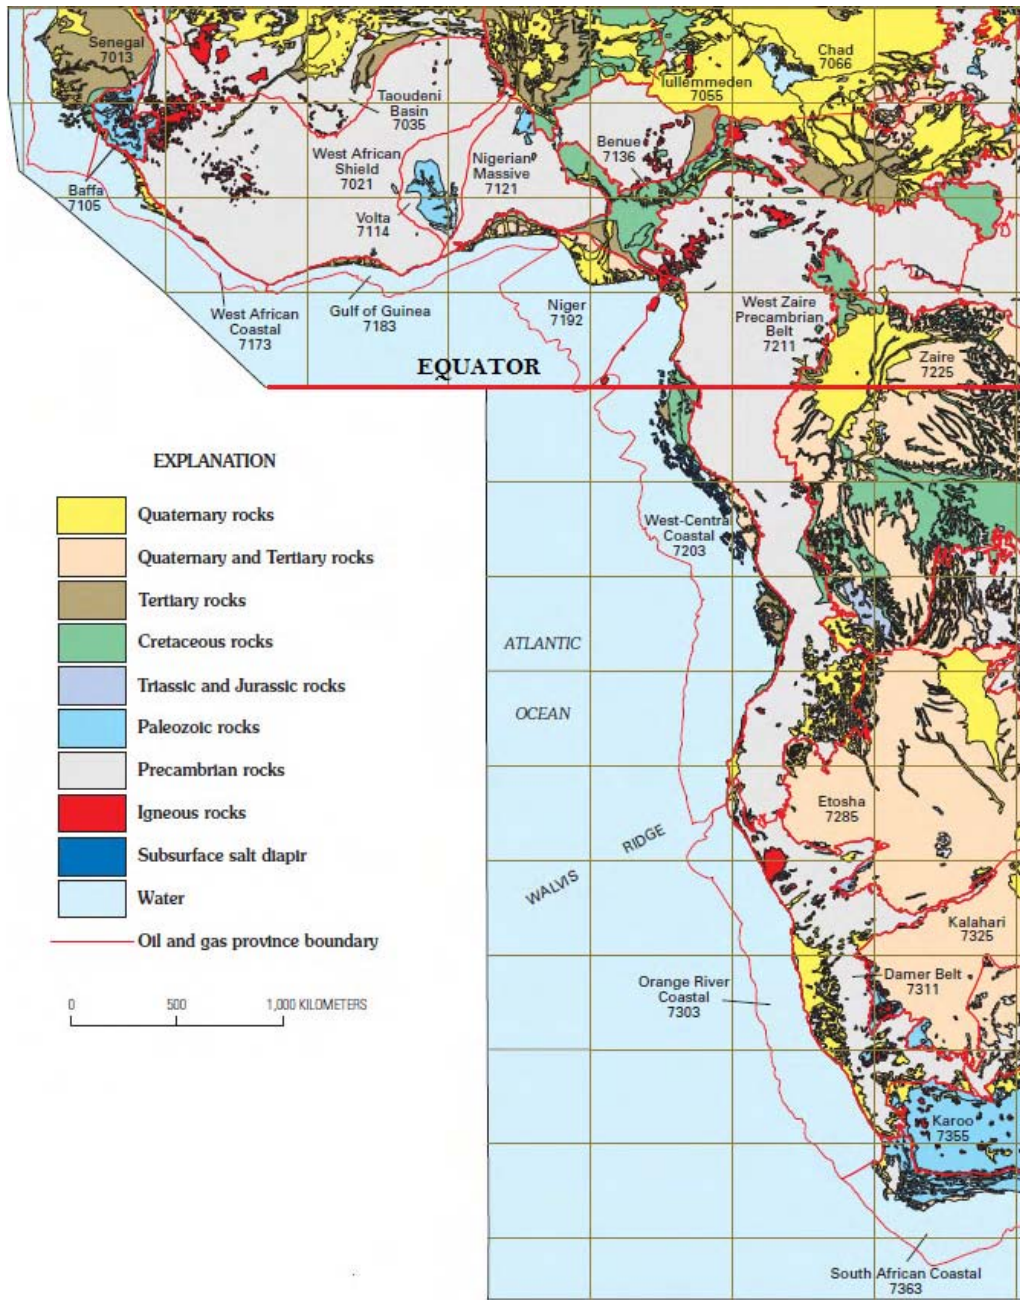 Senegal
7013
Chad
7066
Iullemmeden
7055
Taoudeni
Basin
7035
West African
Shield
7021
Nigerian
Massive
7121
Benue
7136
Baffa
7105
Volta
7114
West African
Coastal
7173
Gulf of Guinea
7183
Niger
7192
West Zaire
Precambrian
Belt
7211
Zaire
7225
EQUATOR
EXPLANATION
Quaternary rocks
Quaternary and Tertiary rocks
Tertiary rocks
Cretaceous rocks
Triassic and Jurassic rocks
Paleozoic rocks
Precambrian rocks
Igneous rocks
Subsurface salt diapir
Water
Oil and gas province boundary
0 500 1,000 KILOMETERS
West-Central
Coastal
7203
ATLANTIC
OCEAN
Etosha
7285
WALVIS RIDGE
Kalahari
7325
Orange River
Coastal
7303
Damer Belt
7311
Karoo
7355
South African Coastal
7363